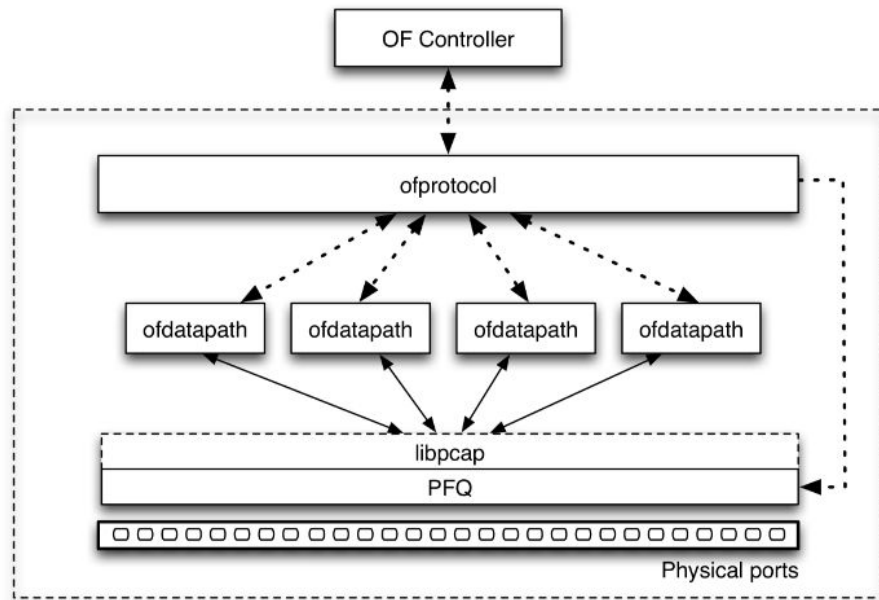 OF Controller
ofprotocol
ofdatapath ofdatapath ofdatapath ofdatapath
libpcap
PFQ
Physical ports